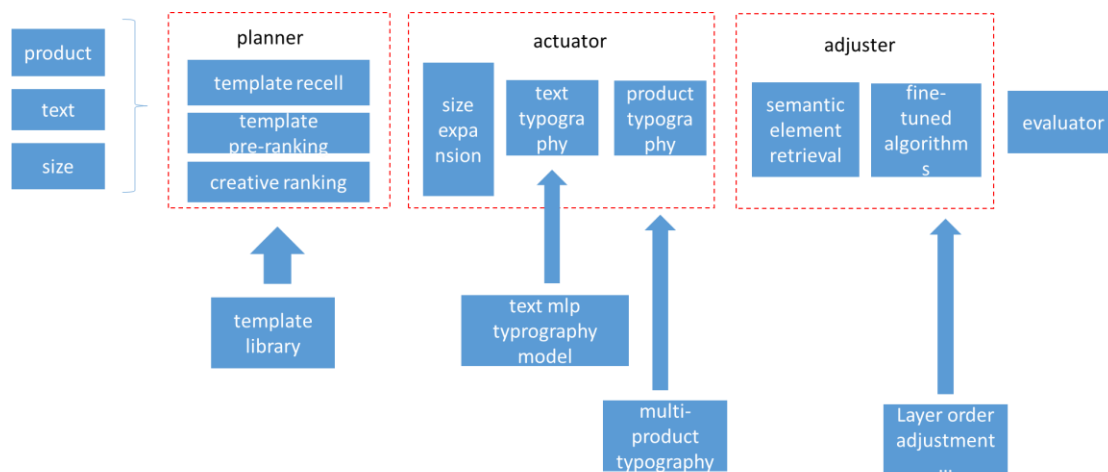 product
text
size
planner
template recell
template
pre-ranking
creative ranking
template
library
actuator
size
expa
nsion
text
typogra
phy
product
typogra
phy
text mlp
typrography
model
multi-
product
typography
adjuster
semantic
element
retrieval
fine-
tuned
algorithm
s
Layer order
adjustment
...
evaluator